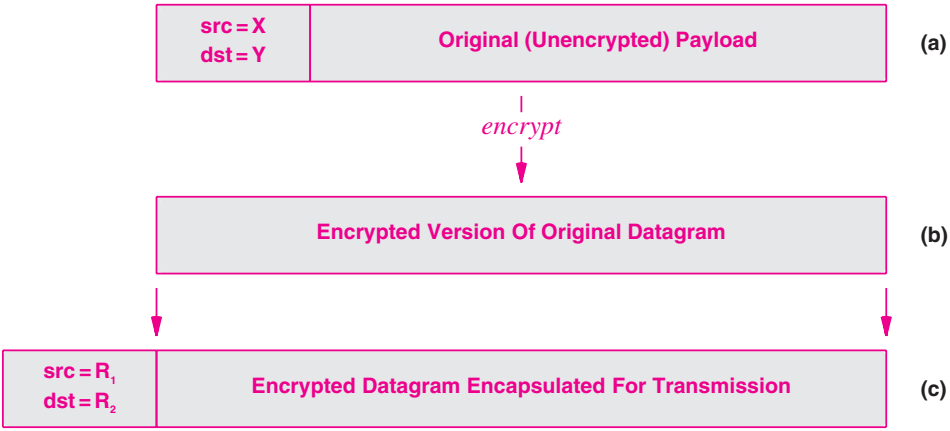 src = X
dst = Y
Original (Unencrypted) Payload
(a)
encrypt
Encrypted Version Of Original Datagram
(b)
src = R₁
dst = R₂
Encrypted Datagram Encapsulated For Transmission
(c)